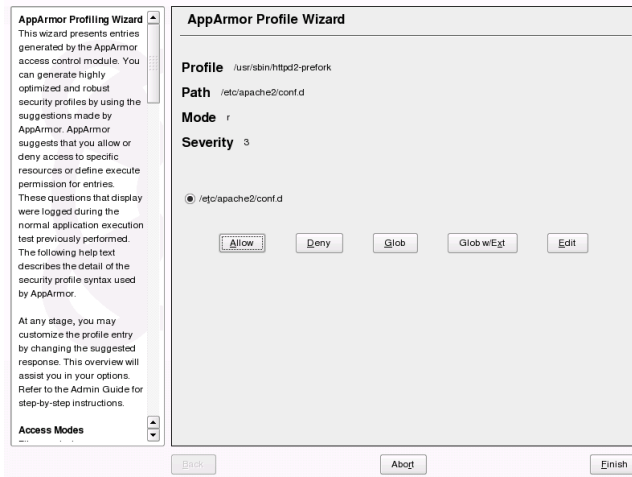 AppArmor Profiling Wizard
This wizard presents entries
generated by the AppArmor
access control module. You
can generate highly
optimized and robust
security profiles by using the
suggestions made by
AppArmor. AppArmor
suggests that you allow or
deny access to specific
resources or define execute
permission for entries.
These questions that display
were logged during the
normal application execution
test previously performed.
The following help text
describes the detail of the
security profile syntax used
by AppArmor.
At any stage, you may
customize the profile entry
by changing the suggested
response. This overview will
assist you in your options.
Refer to the Admin Guide for
step-by-step instructions.
Access Modes
AppArmor Profile Wizard
Profile /usr/sbin/httpd2-prefork
Path /etc/apache2/conf.d
Mode r
Severity 3
/etc/apache2/conf.d
Allow Deny Glob Glob w/Ext Edit
Back Abort Finish